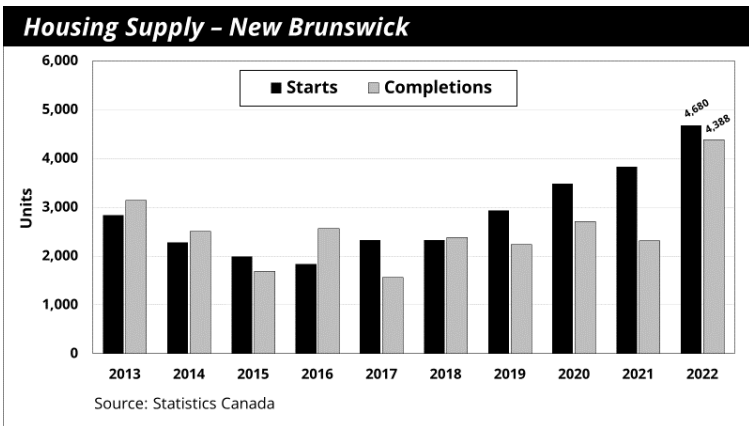 Housing Supply – New Brunswick
6,000
Starts Completions
5,000
4,680
4,388
4,000
3,000
Units
2,000
1,000
0
2013 2014 2015 2016 2017 2018 2019 2020 2021 2022
Source: Statistics Canada